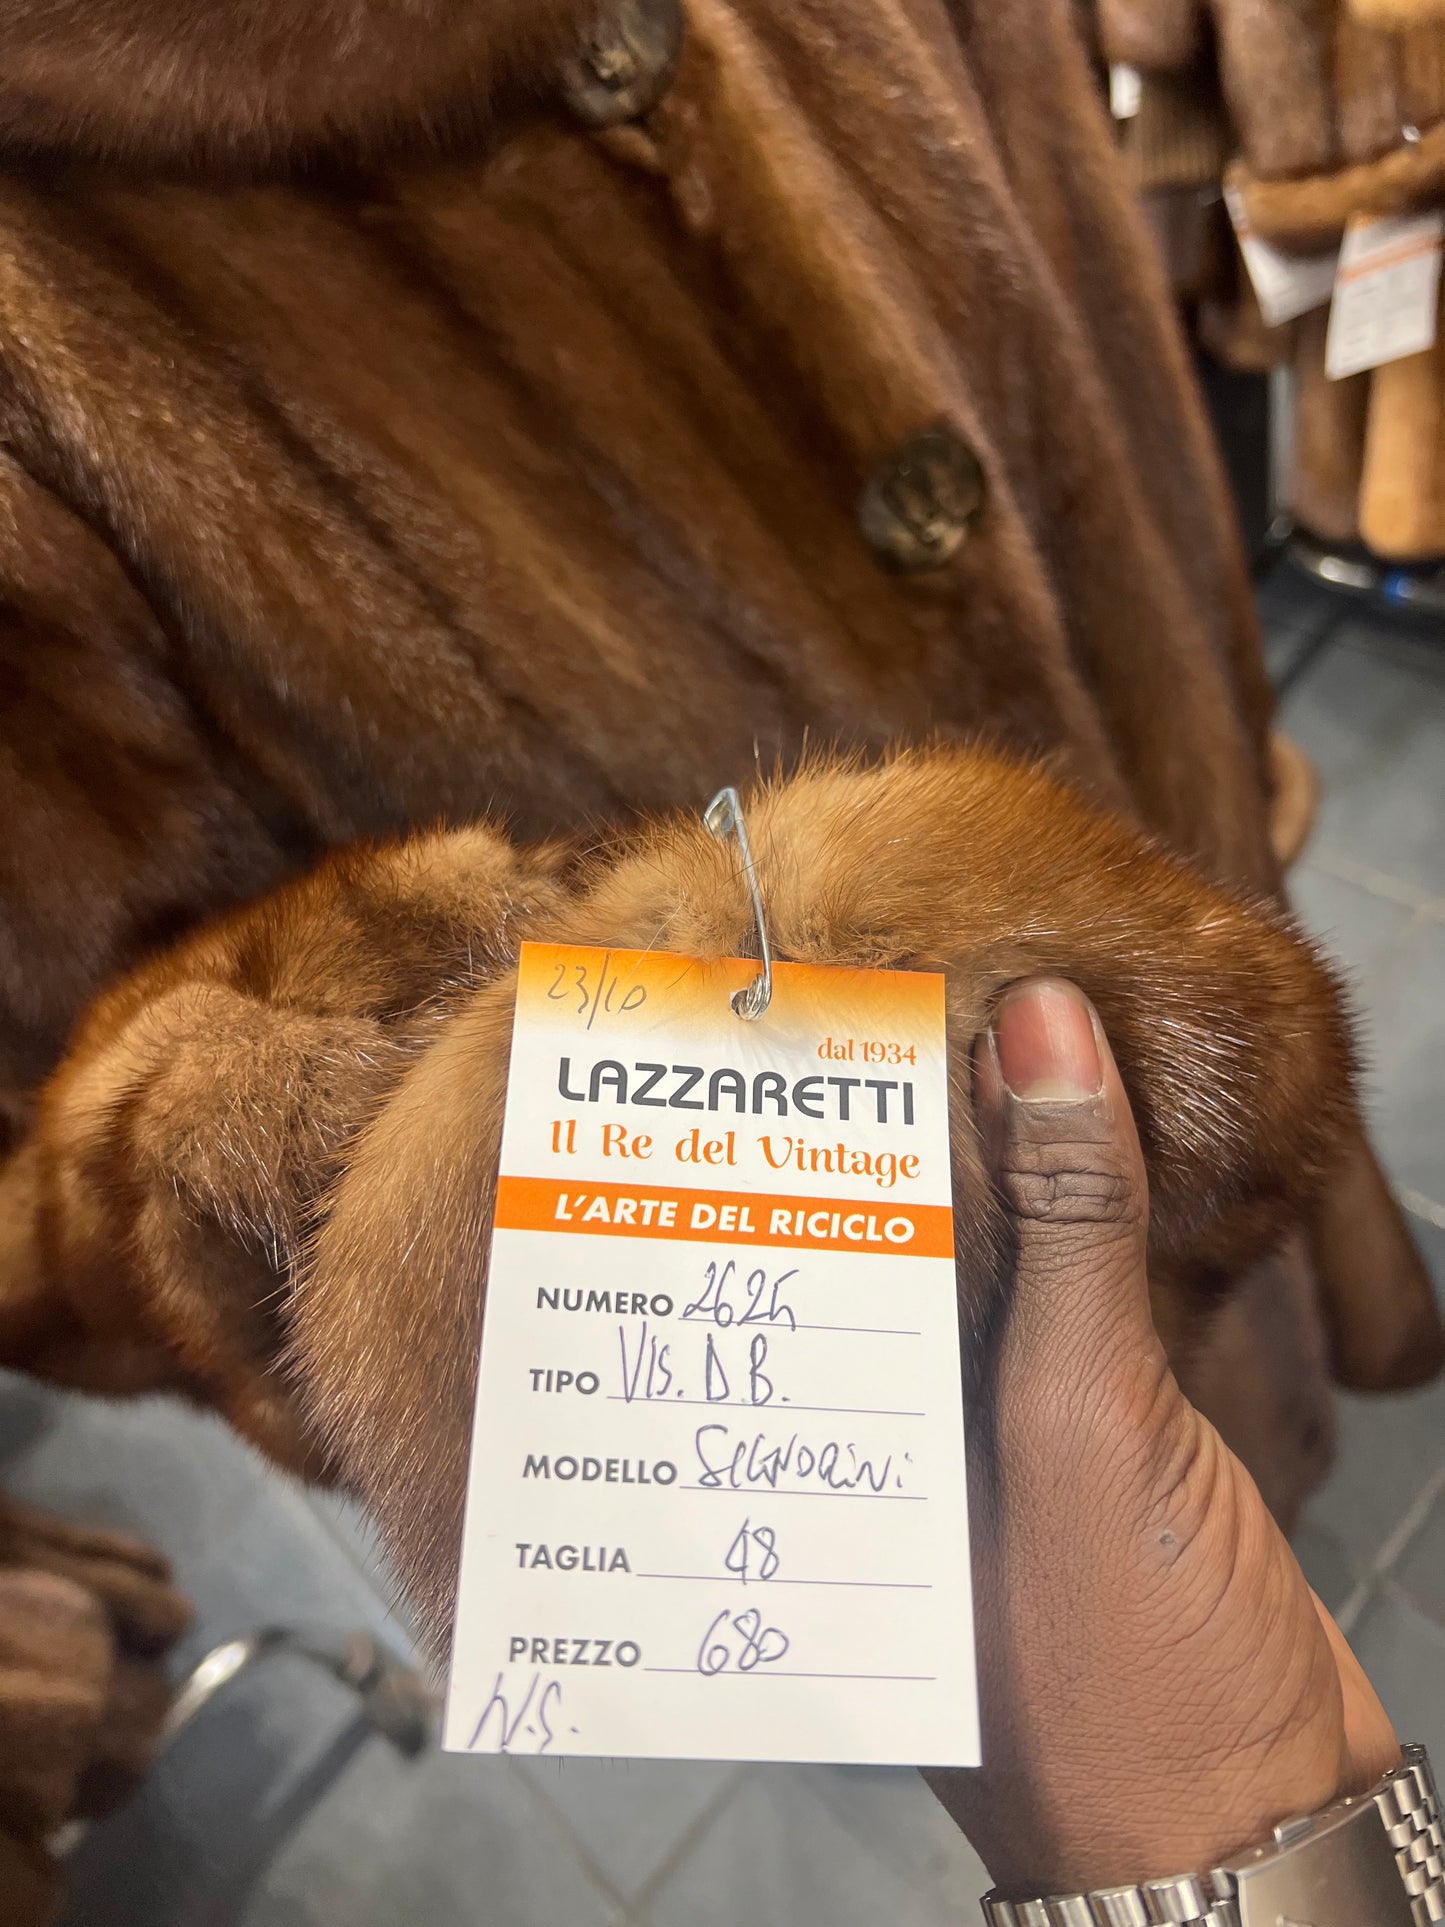 23/10
dal 1934
LAZZARETTI
Il Re del Vintage
L'ARTE DEL RICICLO
NUMERO 2625
TIPO VIS. D.B.
MODELLO SIGNORINI
TAGLIA 48
PREZZO 680
N.S.